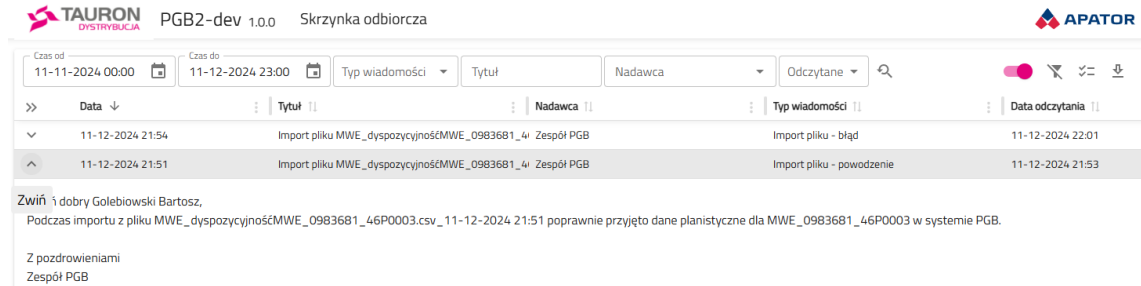 TAURON
DYSTRYBUCJA
PGB2-dev 1.0.0 Skrzynka odbiorcza
APATOR
Czas od
11-11-2024 00:00
Czas do
11-12-2024 23:00
Typ wiadomości
Tytuł
Nadawca
Odczytane
Data Tytuł Nadawca Typ wiadomości Data odczytania
11-12-2024 21:54 Import pliku MWE_dyspozycyjnośćMWE_0983681_4 Zespół PGB Import pliku - błąd 11-12-2024 22:01
11-12-2024 21:51 Import pliku MWE_dyspozycyjnośćMWE_0983681_4 Zespół PGB Import pliku - powodzenie 11-12-2024 21:53
Zwiń
ń dobry Golebiowski Bartosz,
Podczas importu z pliku MWE_dyspozycyjnośćMWE_0983681_46P0003.csv_11-12-2024 21:51 poprawnie przyjęto dane planistyczne dla MWE_0983681_46P0003 w systemie PGB.
Z pozdrowieniami
Zespół PGB